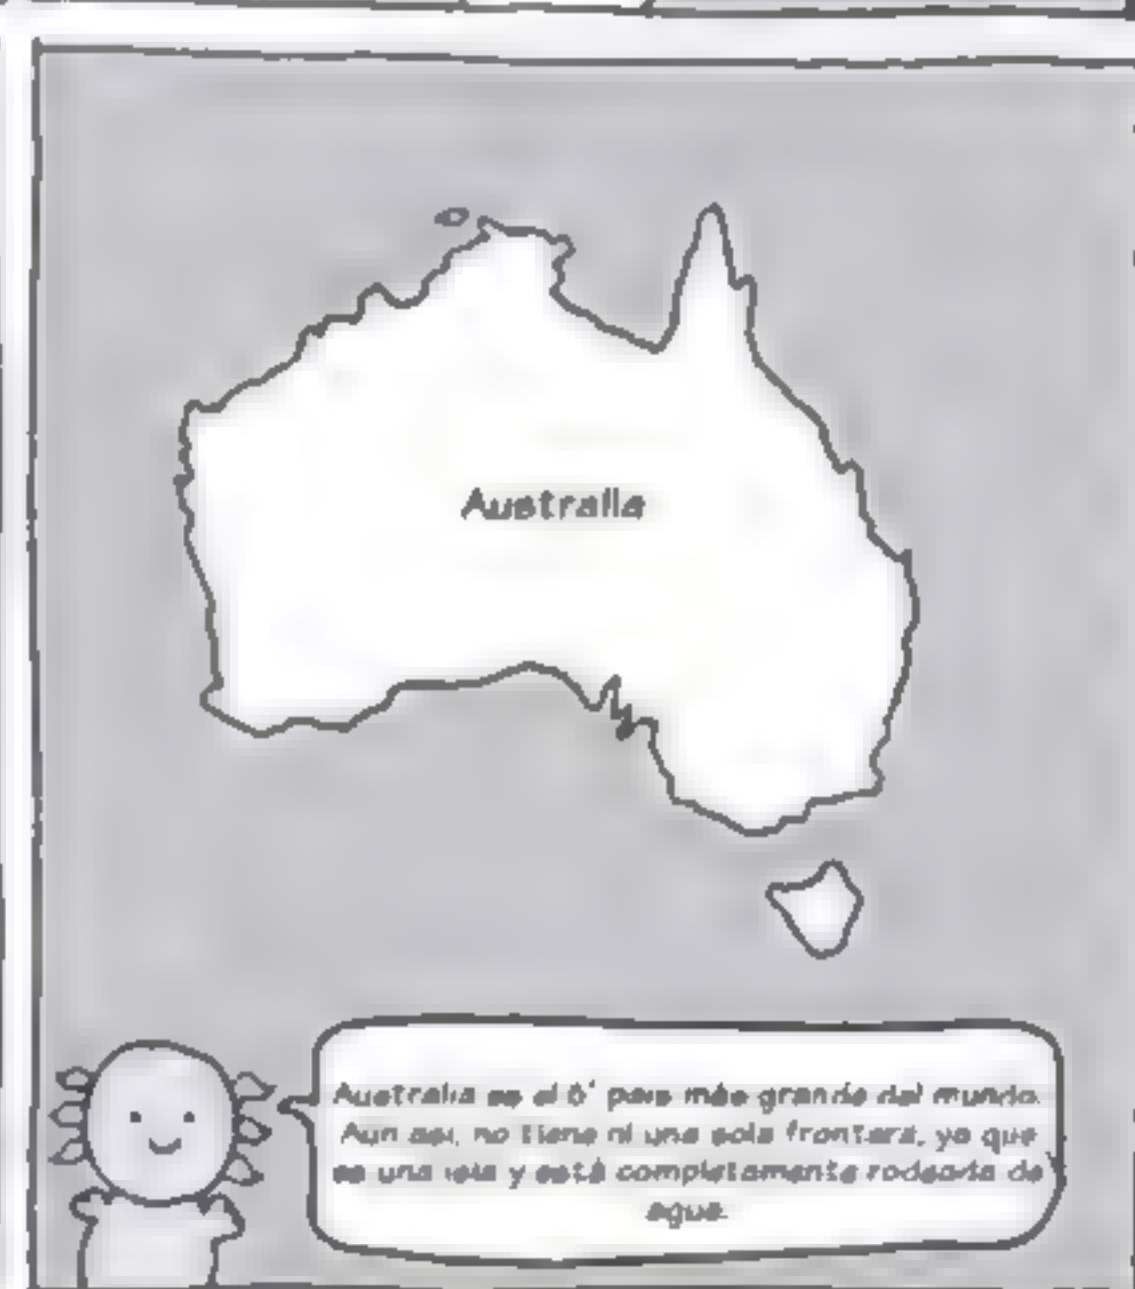 Australia
Australia es el 6° país más grande del mundo.
Aun así, no tiene ni una sola frontera, ya que
es una isla y está completamente rodeada de
agua.